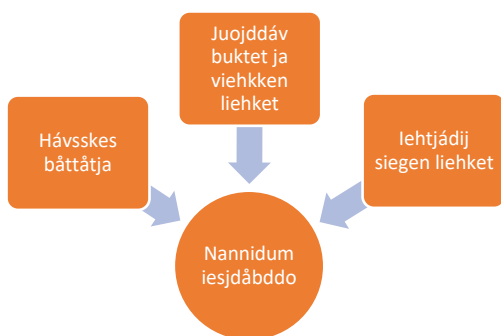 Juojddáv
buktet ja
viehkken
liehket
Hávsskes
båttåtja
Iehtjádij
siegen liehket
Nannidum
iesjdåbddo